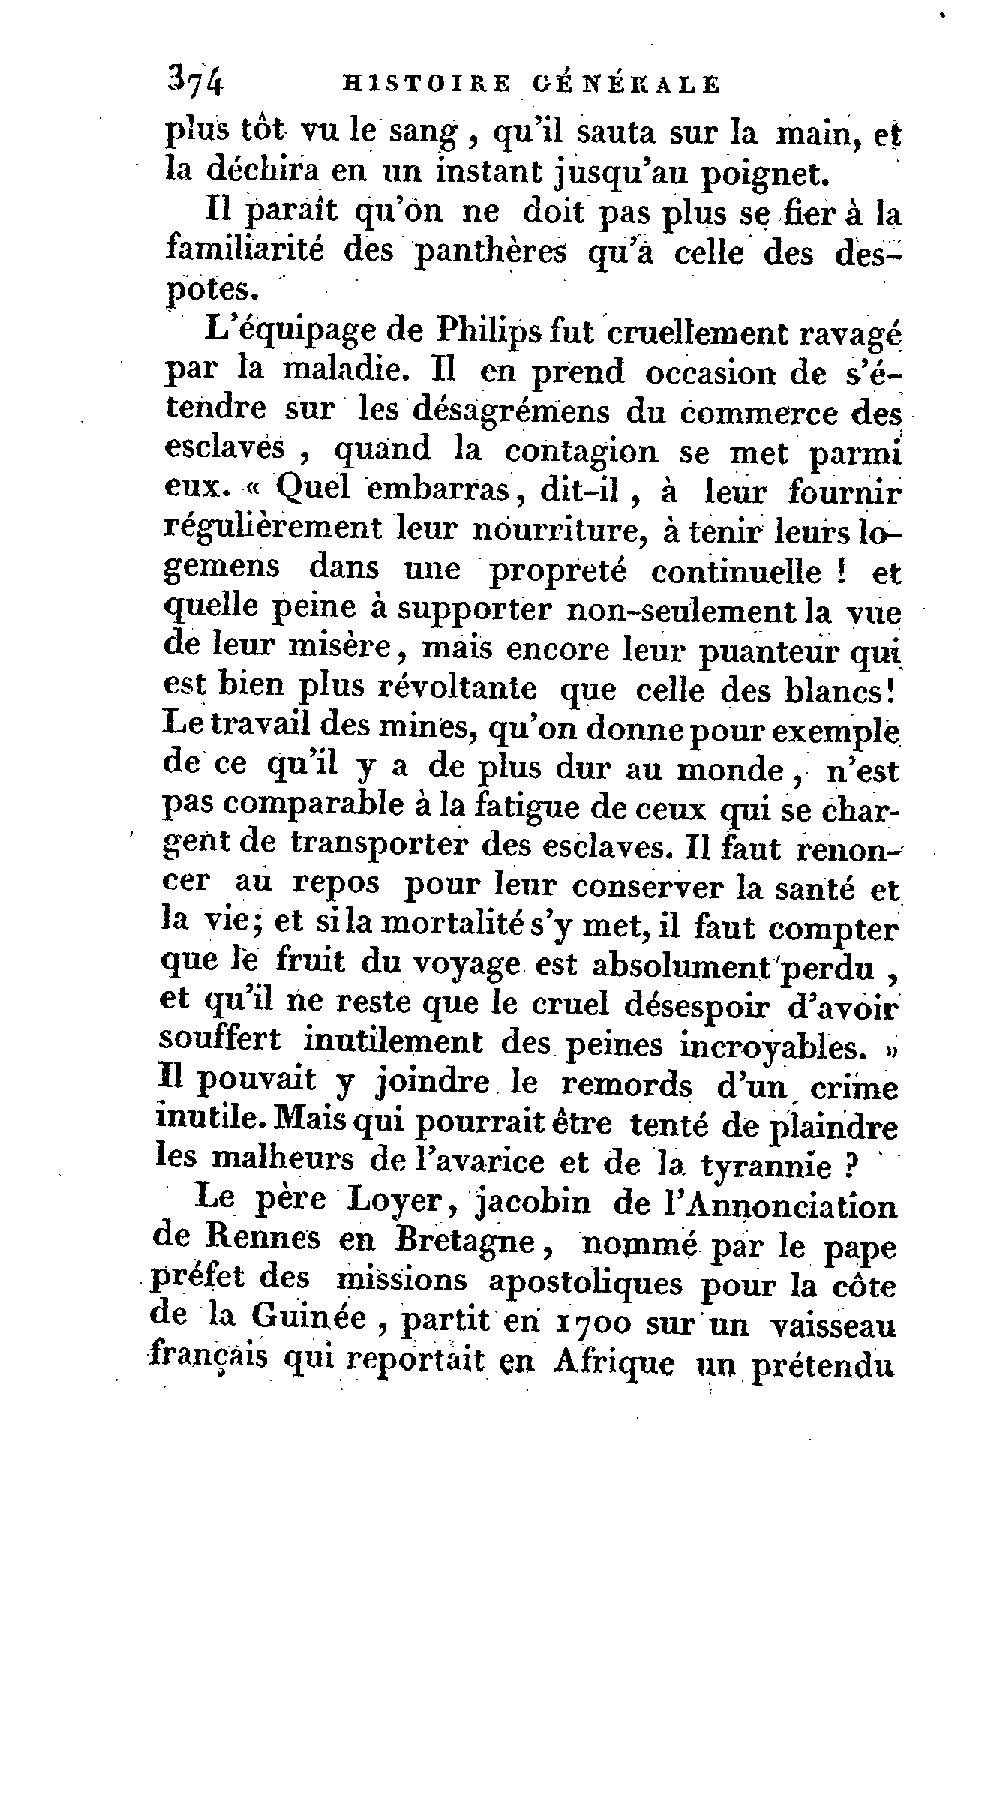 374 HISTOIRE GÉNÉRALE
plus tôt vu le sang , qu'il sauta sur la main, et
la déchira en un instant jusqu'au poignet.
Il paraît qu'on ne doit pas plus se fier à la
familiarité des panthères qu'à celle des des-
potes.
L'équipage de Philips fut cruellement ravagé
par la maladie. Il en prend occasion de s'é-
tendre sur les désagrémens du commerce des
esclaves , quand la contagion se met parmi
eux. « Quel embarras, dit-il , à leur fournir
régulièrement leur nourriture, à tenir leurs lo-
gemens dans une propreté continuelle ! et
quelle peine à supporter non-seulement la vue
de leur misère, mais encore leur puanteur qui
est bien plus révoltante que celle des blancs!
Le travail des mines, qu'on donne pour exemple
de ce qu'il y a de plus dur au monde, n'est
pas comparable à la fatigue de ceux qui se char-
gent de transporter des esclaves. Il faut renon-
cer au repos pour leur conserver la santé et
la vie; et si la mortalité s'y met, il faut compter
que le fruit du voyage est absolument perdu ,
et qu'il ne reste que le cruel désespoir d'avoir
souffert inutilement des peines incroyables. »
Il pouvait y joindre le remords d'un crime
inutile. Mais qui pourrait être tenté de plaindre
les malheurs de l'avarice et de la tyrannie ?
Le père Loyer, jacobin de l'Annonciation
de Rennes en Bretagne, nommé par le pape
préfet des missions apostoliques pour la côte
de la Guinée , partit en 1700 sur un vaisseau
français qui reportait en Afrique un prétendu